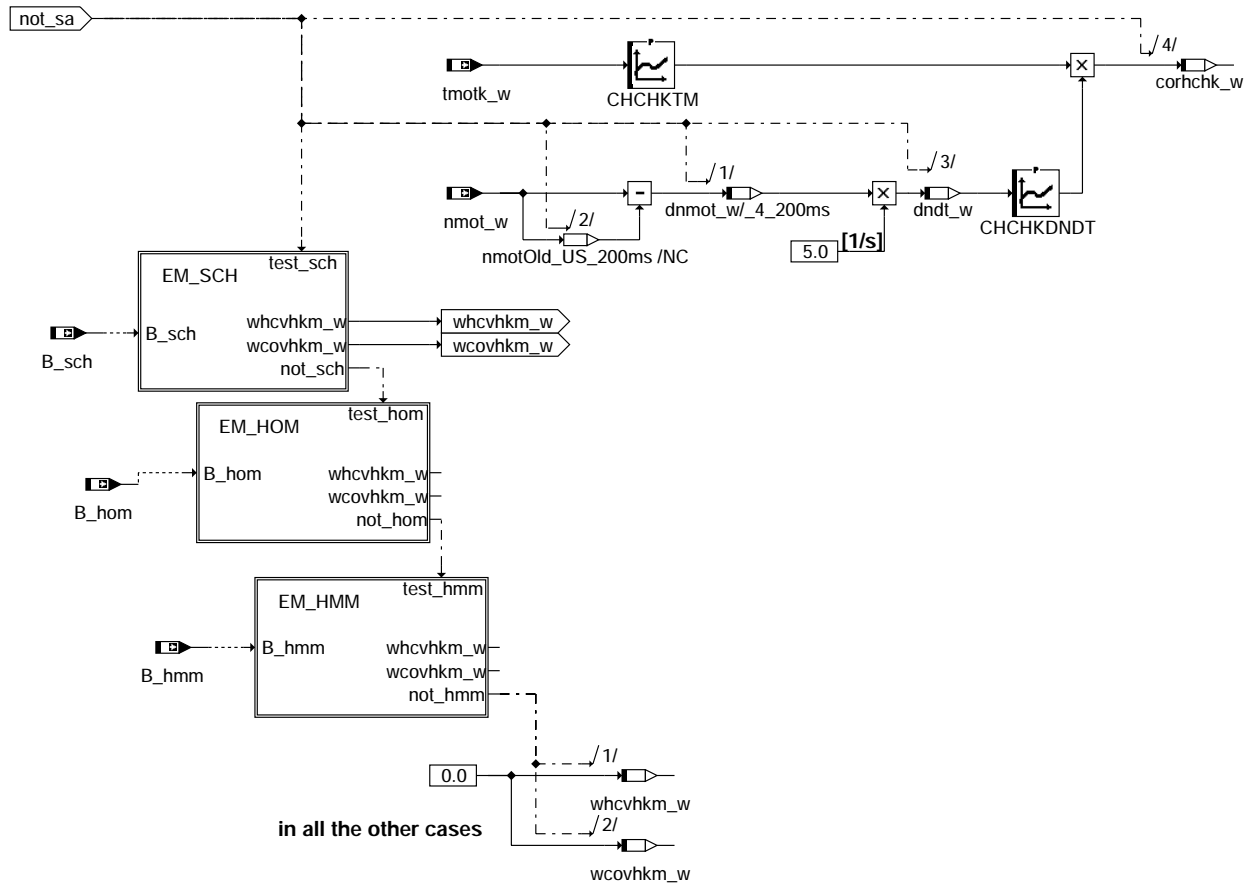 not_sa
/4/
P
tmotk_w
CHCHKTM
corhchk_w
/1/
/3/
P
nmot_w
/2/
dnmot_w/_4_200ms
dndt_w
CHCHKDNDT
nmotOld_US_200ms /NC
5.0
[1/s]
test_sch
EM_SCH
B_sch
whcvhkm_w
whcvhkm_w
wcovhkm_w
wcovhkm_w
B_sch
not_sch
test_hom
EM_HOM
B_hom
whcvhkm_w
wcovhkm_w
B_hom
not_hom
test_hmm
EM_HMM
B_hmm
whcvhkm_w
wcovhkm_w
B_hmm
not_hmm
/1/
0.0
whcvhkm_w
in all the other cases
/2/
wcovhkm_w